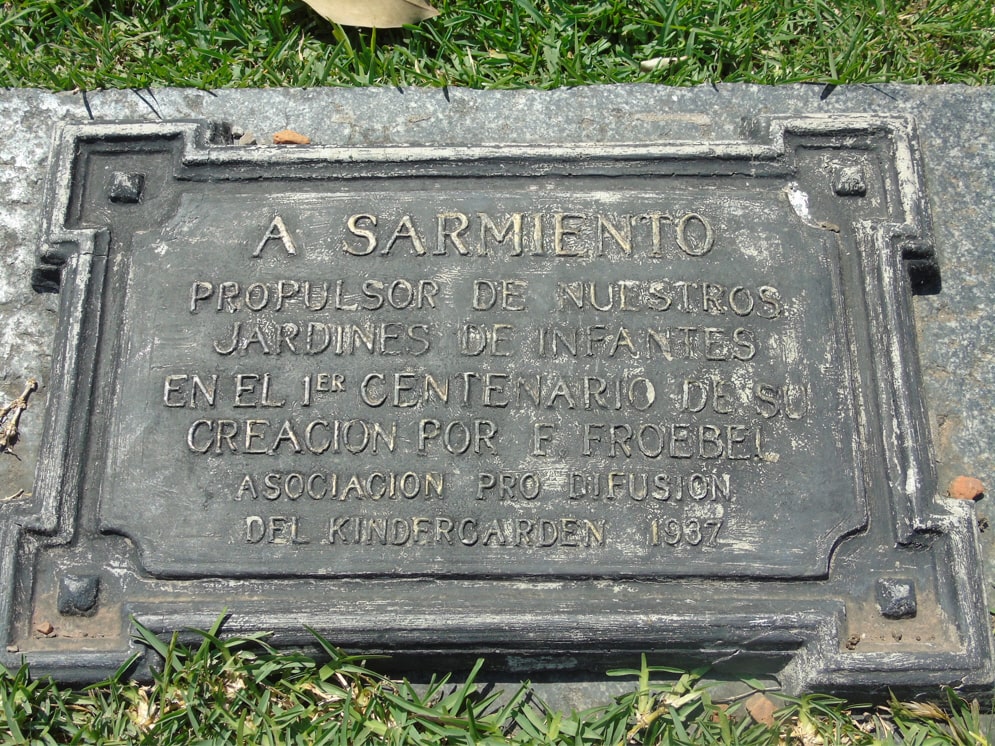 A SARMIENTO
PROPULSOR DE NUESTROS
JARDINES DE INFANTES
EN EL 1ER CENTENARIO DE SU
CREACION POR F. FROEBEL
ASOCIACION PRO DIFUSION
DEL KINDERGARDEN 1937